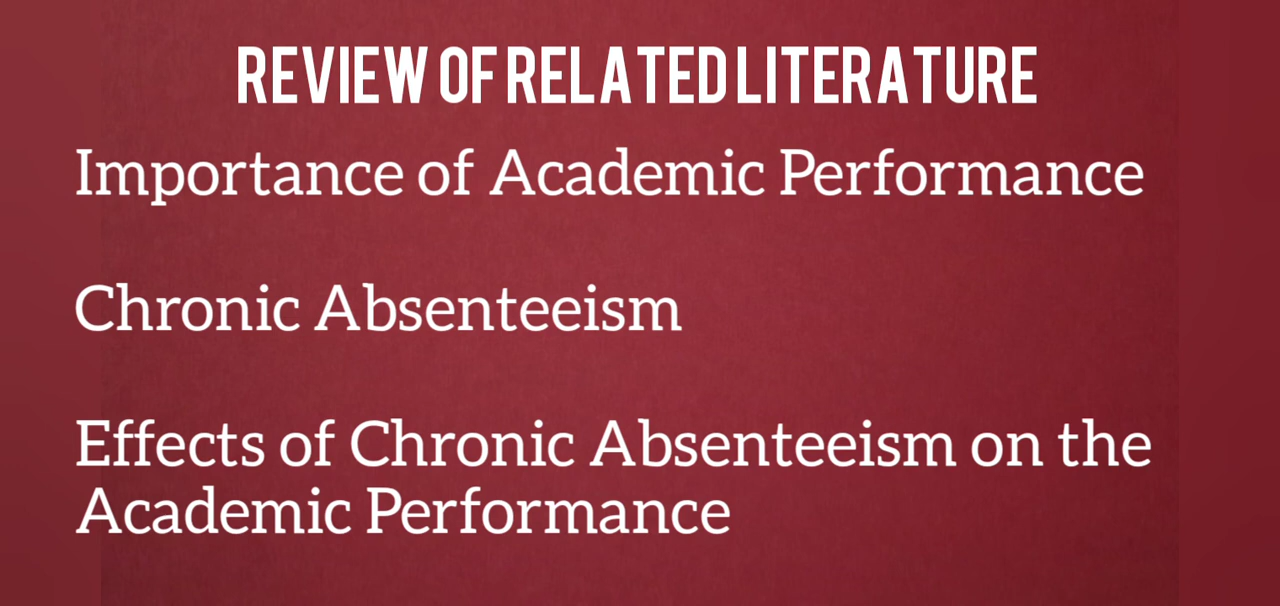 REVIEW OF RELATED LITERATURE
Importance of Academic Performance
Chronic Absenteeism
Effects of Chronic Absenteeism on the
Academic Performance